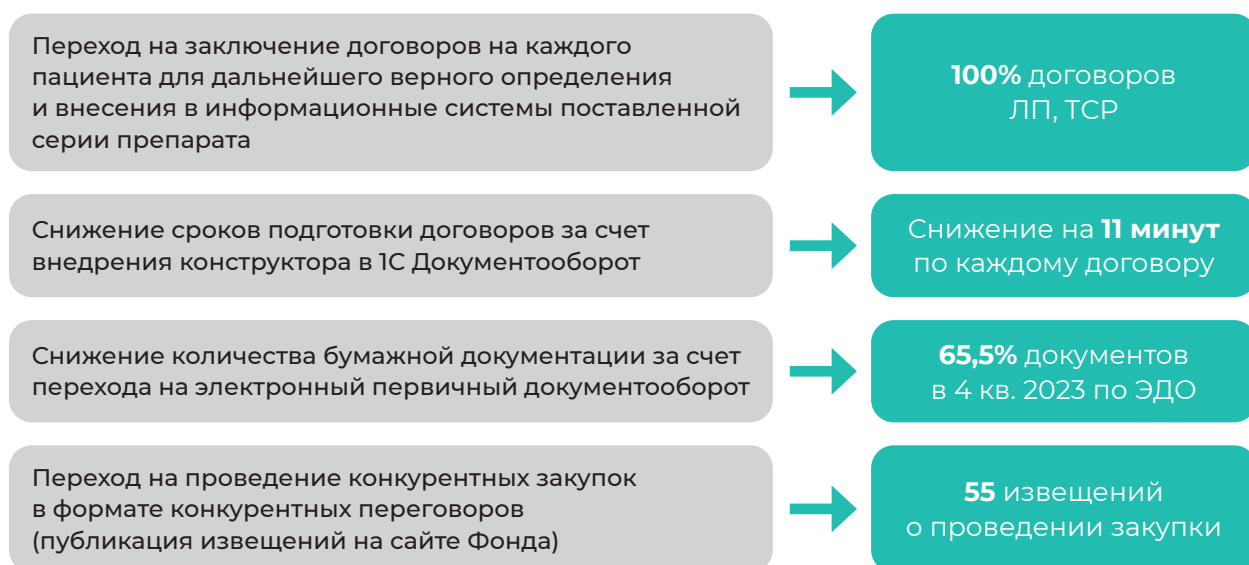 Переход на заключение договоров на каждого
пациента для дальнейшего верного определения
и внесения в информационные системы поставленной
серии препарата
100% договоров
ЛП, ТСР
Снижение сроков подготовки договоров за счет
внедрения конструктора в 1С Документооборот
Снижение на 11 минут
по каждому договору
Снижение количества бумажной документации за счет
перехода на электронный первичный документооборот
65,5% документов
в 4 кв. 2023 по ЭДО
Переход на проведение конкурентных закупок
в формате конкурентных переговоров
(публикация извещений на сайте Фонда)
55 извещений
о проведении закупки